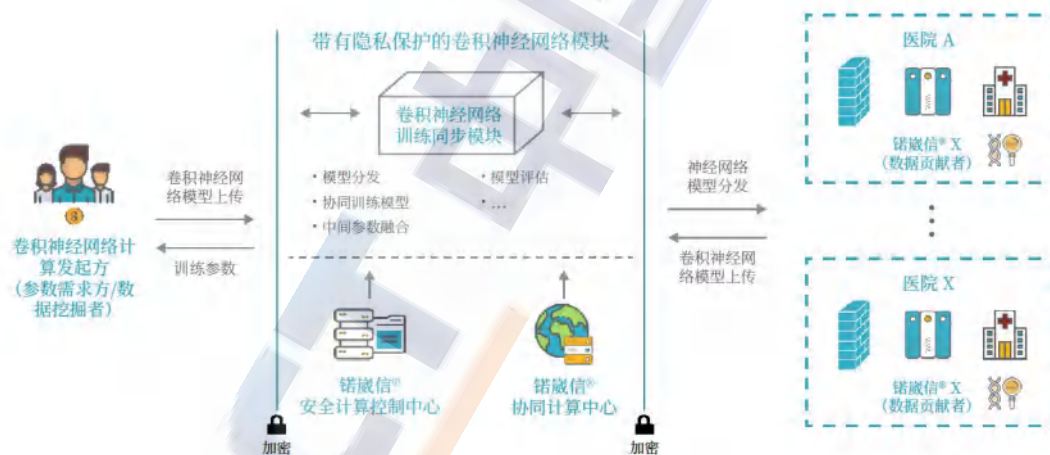 带有隐私保护的卷积神经网络模块
卷积神经网络
训练同步模块
· 模型分发
· 协同训练模型
· 中间参数融合
· 模型评估
· ...
卷积神经网
络模型上传
训练参数
卷积神经网络计
算发起方
(参数需求方/数
据挖掘者)
锘崴信®
安全计算控制中心
锘崴信®
协同计算中心
加密
加密
神经网络
模型分发
卷积神经网
络模型上传
医院 A
锘崴信® X
(数据贡献者)
医院 X
锘崴信® X
(数据贡献者)